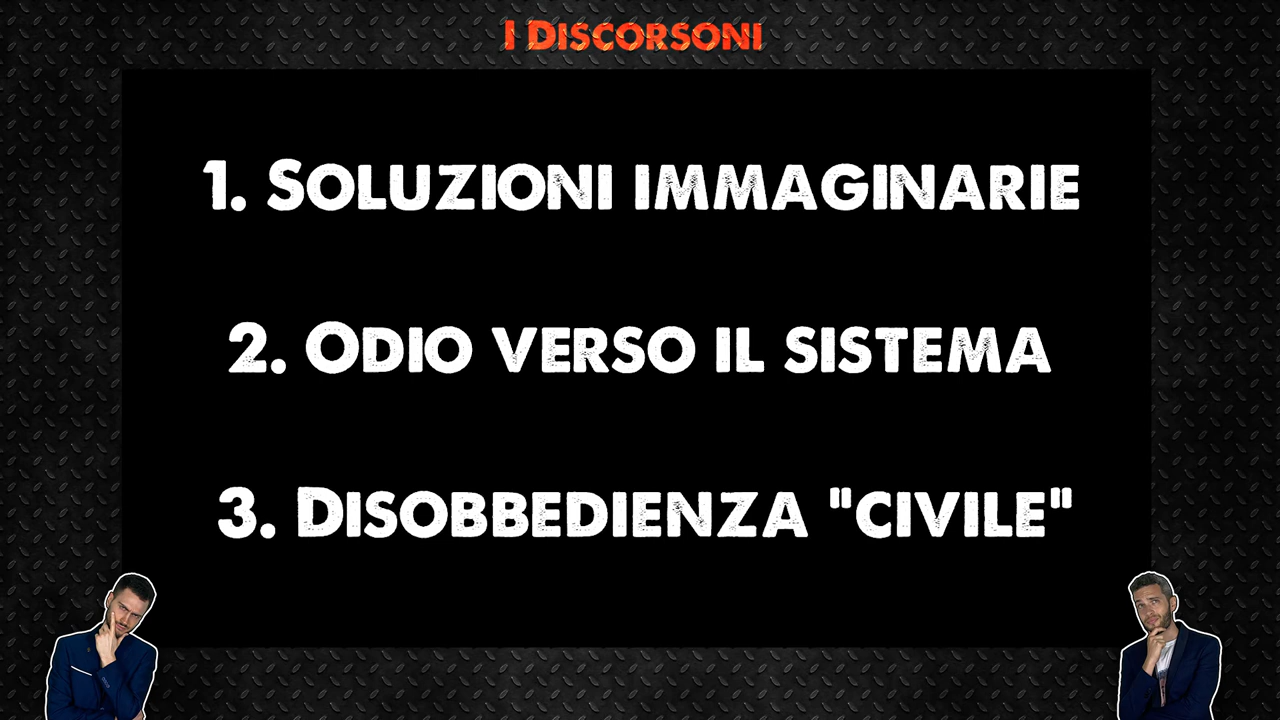 I Discorsoni
1. Soluzioni immaginarie
2. Odio verso il sistema
3. Disobbedienza "civile"